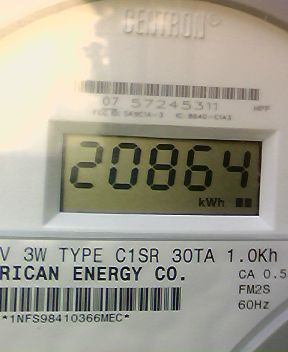 CENTRON®
07 57245311
20864
kWh
V 3W TYPE C1SR 30TA 1.0Kh
RICAN ENERGY CO.
CA 0.5
FM2S
60Hz
*1NFS98410366MEC*